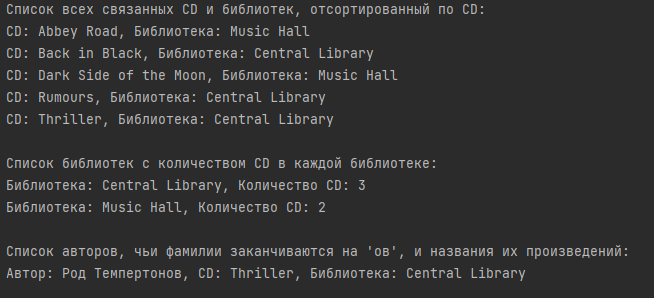 Список всех связанных CD и библиотек, отсортированный по CD:
CD: Abbey Road, Библиотека: Music Hall
CD: Back in Black, Библиотека: Central Library
CD: Dark Side of the Moon, Библиотека: Music Hall
CD: Rumours, Библиотека: Central Library
CD: Thriller, Библиотека: Central Library
Список библиотек с количеством CD в каждой библиотеке:
Библиотека: Central Library, Количество CD: 3
Библиотека: Music Hall, Количество CD: 2
Список авторов, чьи фамилии заканчиваются на 'ов', и названия их произведений:
Автор: Род Темпертонов, CD: Thriller, Библиотека: Central Library